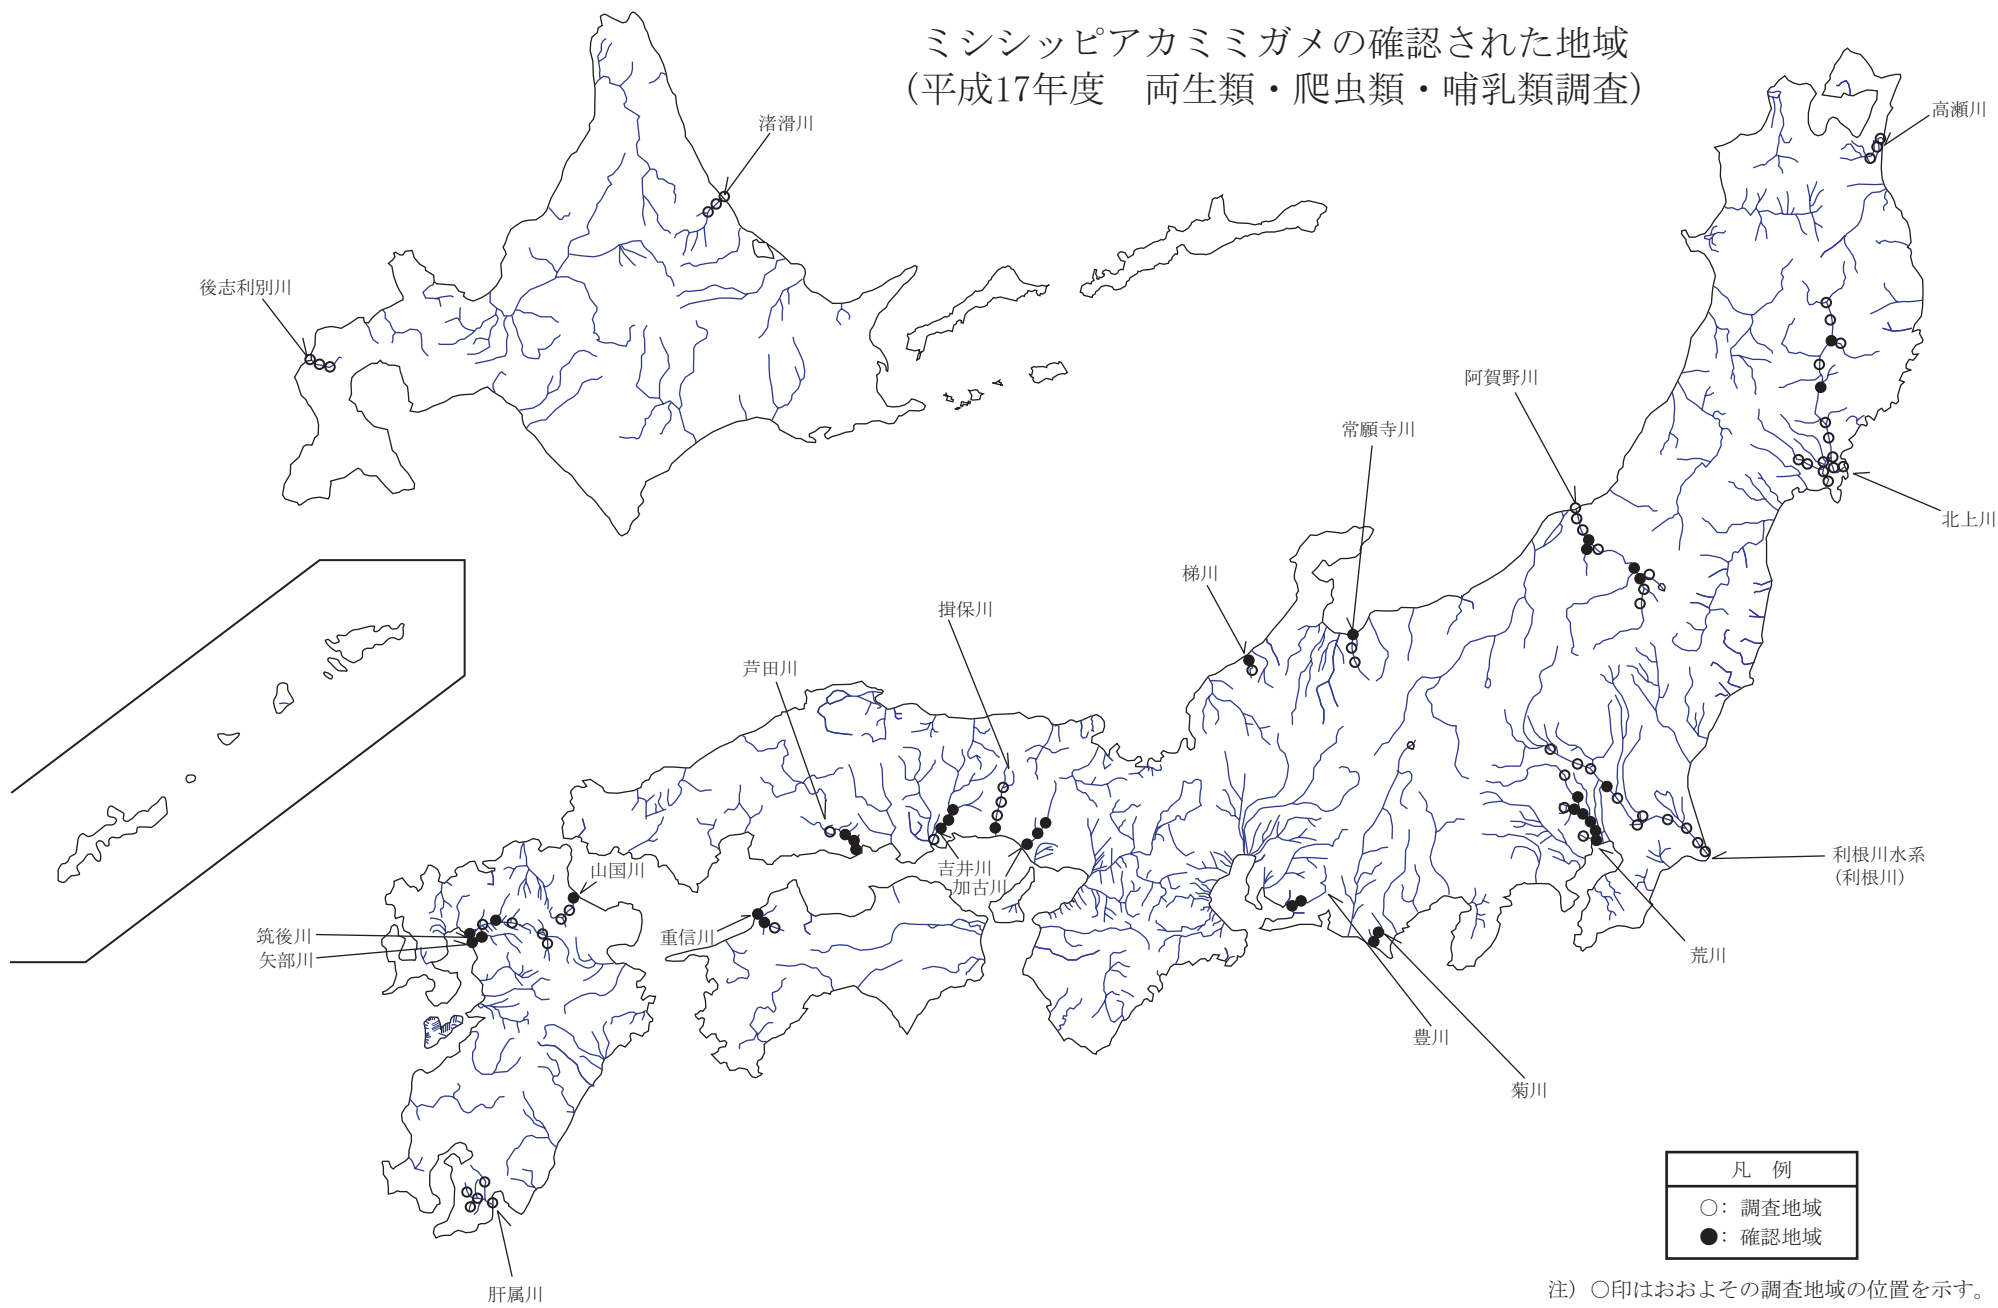 ミシシッピアカミミガメの確認された地域
(平成17年度　両生類・爬虫類・哺乳類調査)
高瀬川
渚滑川
後志利別川
阿賀野川
常願寺川
北上川
梯川
揖保川
芦田川
吉井川
加古川
山国川
利根川水系
(利根川)
重信川
筑後川
矢部川
荒川
豊川
菊川
肝属川
凡　例
○：調査地域
●：確認地域
注）○印はおおよその調査地域の位置を示す。